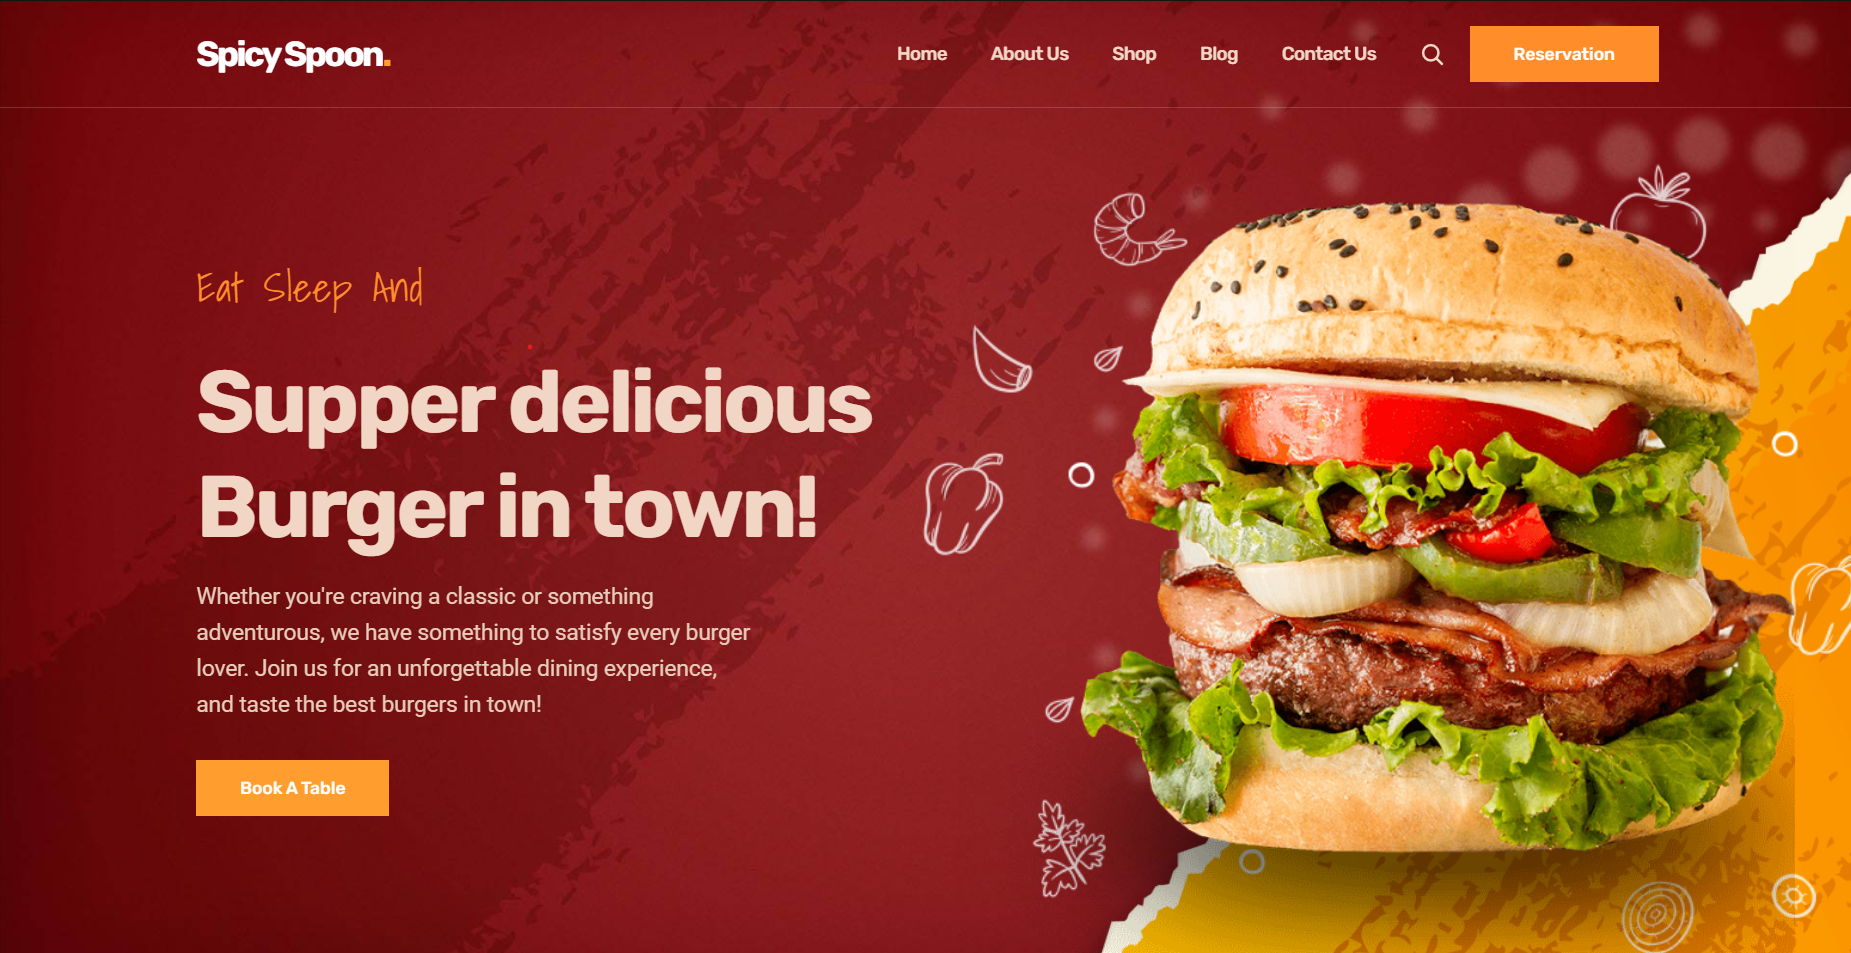 Spicy Spoon.
Home About Us Shop Blog Contact Us Reservation
Eat Sleep And
Supper delicious
Burger in town!
Whether you're craving a classic or something
adventurous, we have something to satisfy every burger
lover. Join us for an unforgettable dining experience,
and taste the best burgers in town!
Book A Table